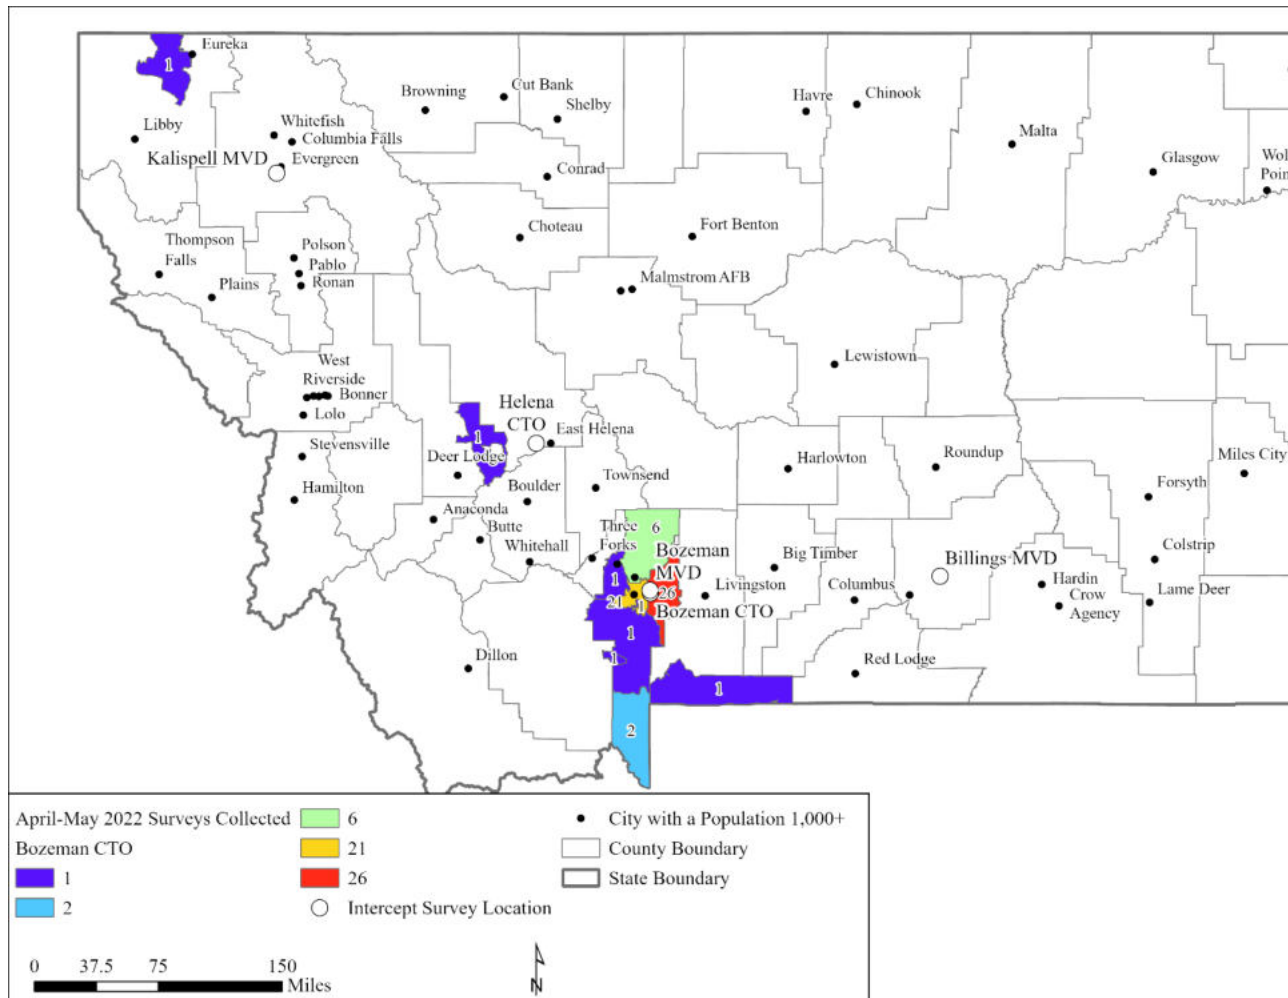 Eureka
1
Browning
Cut Bank
Shelby
Havre
Chinook
Malta
Glasgow
Wol
Poin
Libby
Whitefish
Columbia Falls
Kalispell MVD
Evergreen
Conrad
Choteau
Fort Benton
Thompson
Falls
Plains
Polson
Pablo
Ronan
Malmstrom AFB
Lewistown
West
Riverside
Bonner
Lolo
Stevensville
Hamilton
Helena
CTO
1
East Helena
Deer Lodge
Boulder
Townsend
Harlowton
Roundup
Miles City
Forsyth
Anaconda
Butte
Whitehall
Three
Forks
6
Bozeman
MVD
Bozeman CTO
1
21
1
26
Livingston
Big Timber
Columbus
Billings MVD
Hardin
Crow
Agency
Colstrip
Lame Deer
1
1
Dillon
1
Red Lodge
2
April-May 2022 Surveys Collected
Bozeman CTO
1
2
6
21
26
Intercept Survey Location
City with a Population 1,000+
County Boundary
State Boundary
0 37.5 75 150
Miles
N